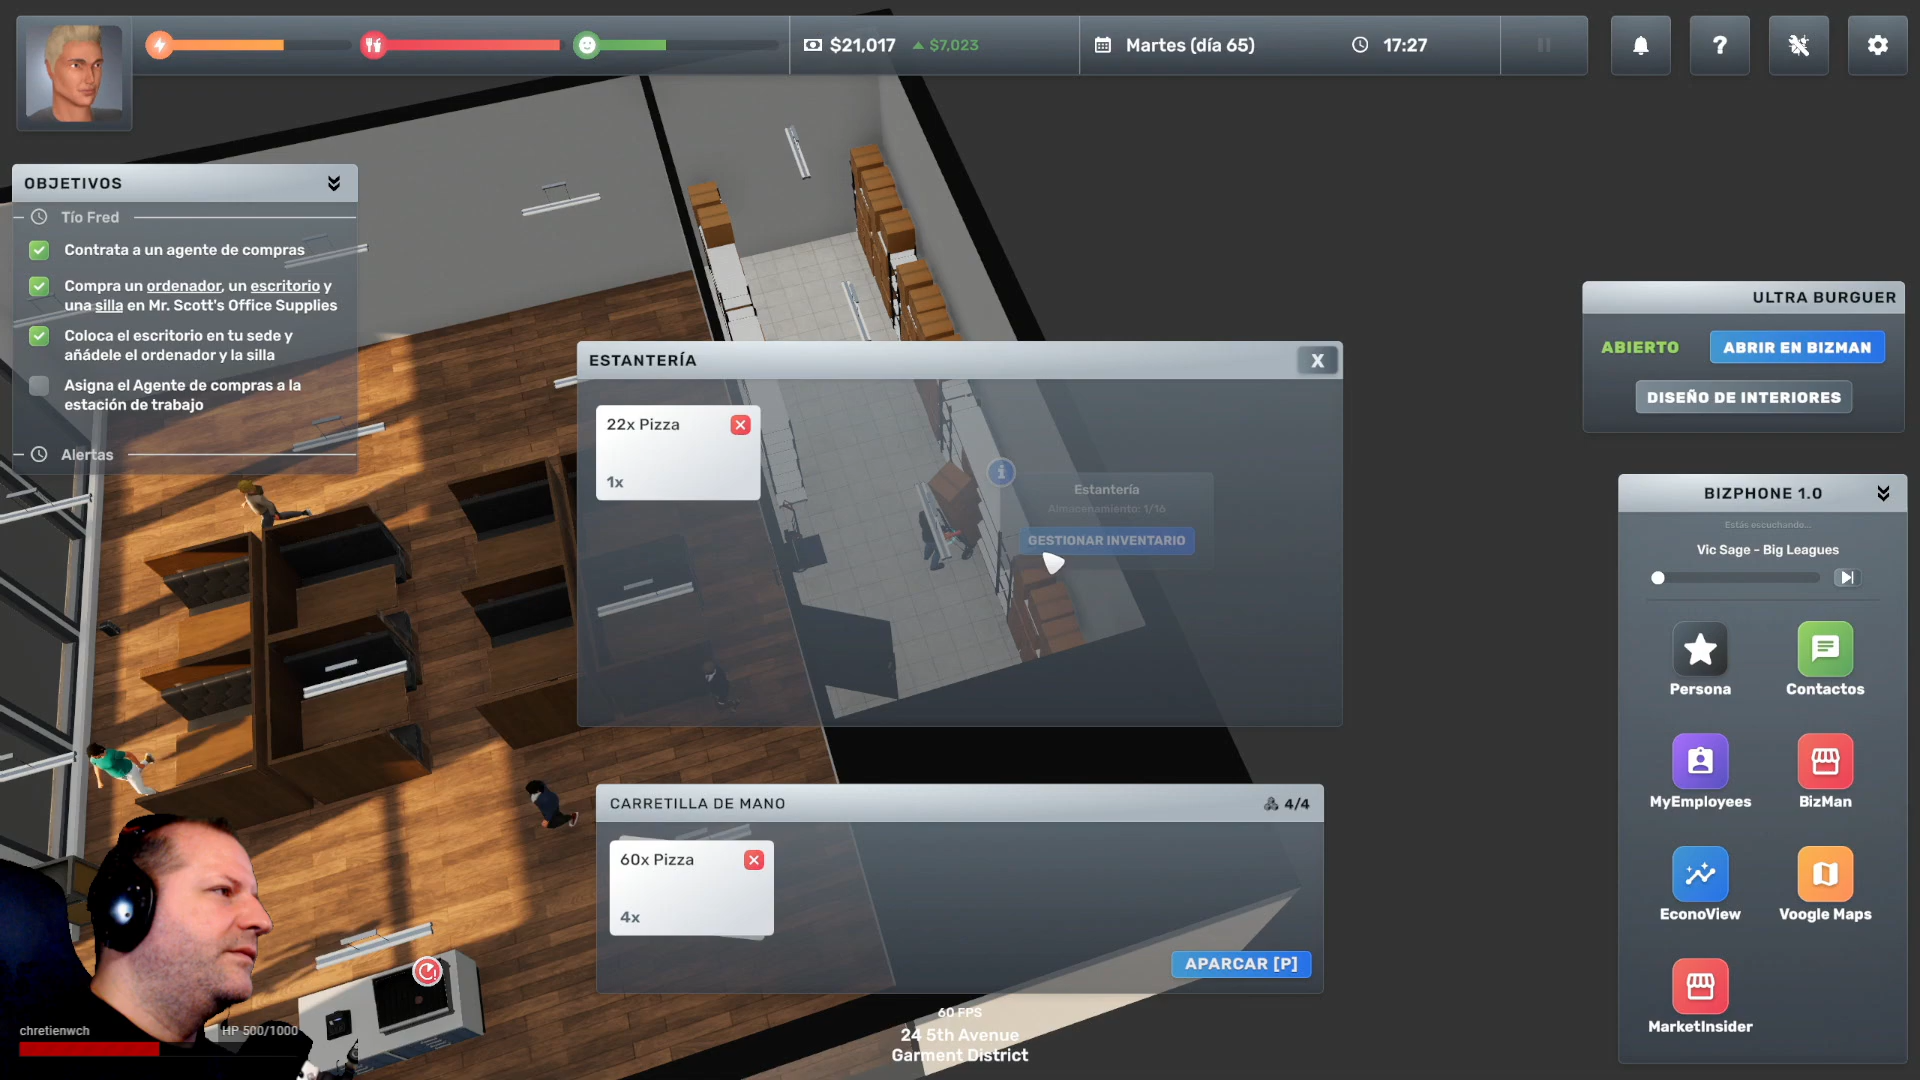 $21,017
$7,023
Martes (día 65)
17:27
?
OBJETIVOS
Tío Fred
Contrata a un agente de compras
Compra un ordenador, un escritorio y
una silla en Mr. Scott's Office Supplies
Coloca el escritorio en tu sede y
añádele el ordenador y la silla
Asigna el Agente de compras a la
estación de trabajo
Alertas
ESTANTERÍA
X
22x Pizza
1x
Estantería
Almacenamiento: 1/16
GESTIONAR INVENTARIO
CARRETILLA DE MANO
4/4
60x Pizza
4x
APARCAR [P]
60 FPS
24 5th Avenue
Garment District
ULTRA BURGUER
ABIERTO
ABRIR EN BIZMAN
DISEÑO DE INTERIORES
BIZPHONE 1.0
Estás escuchando...
Vic Sage - Big Leagues
Persona
Contactos
MyEmployees
BizMan
EconoView
Voogle Maps
MarketInsider
chretienwch
HP 500/1000